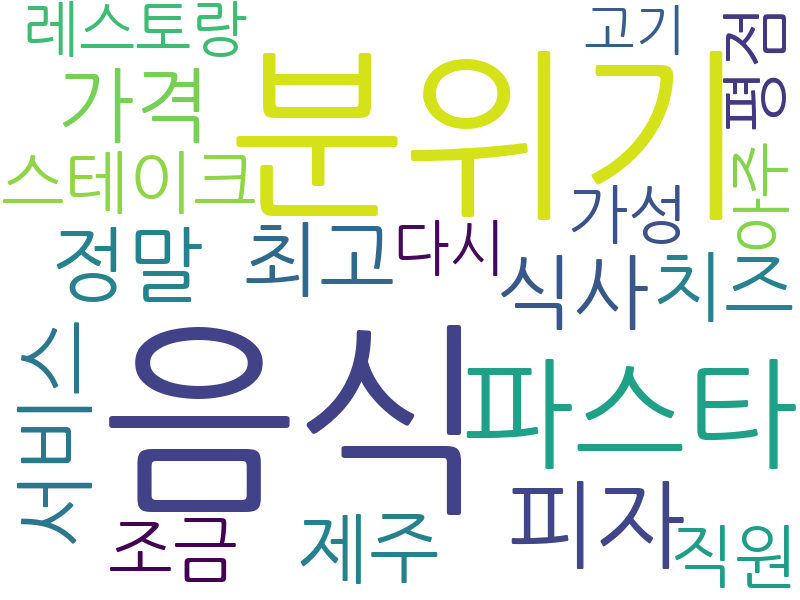 레스토랑
고기
평점
가격
분위기
스테이크
아주
가성
정말
최고
다시
식사
치즈
서비스
음식
파스타
조금
제주
피자
직원